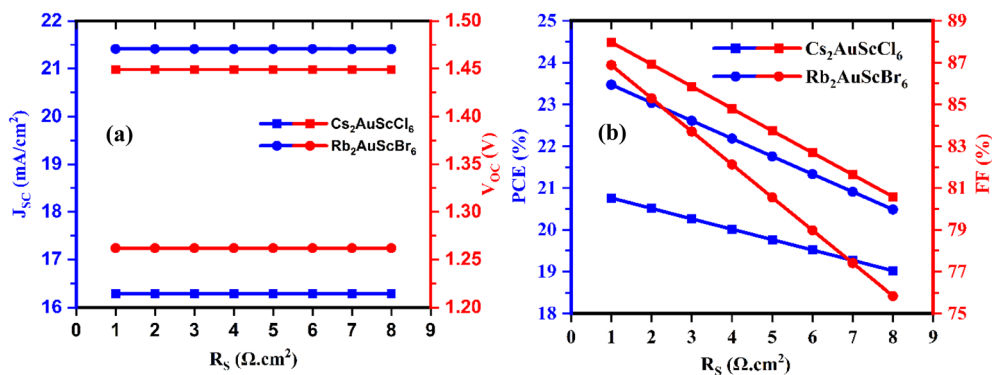 22
21
20
19
18
17
16
J_SC (mA/cm²)
1.50
1.45
1.40
1.35
1.30
1.25
1.20
V_OC (V)
(a)
Cs₂AuScCl₆
Rb₂AuScBr₆
0 1 2 3 4 5 6 7 8 9
R_S (Ω.cm²)
25
24
23
22
21
20
19
18
PCE (%)
89
87
85
83
81
79
77
75
FF (%)
Cs₂AuScCl₆
Rb₂AuScBr₆
(b)
0 1 2 3 4 5 6 7 8 9
R_S (Ω.cm²)